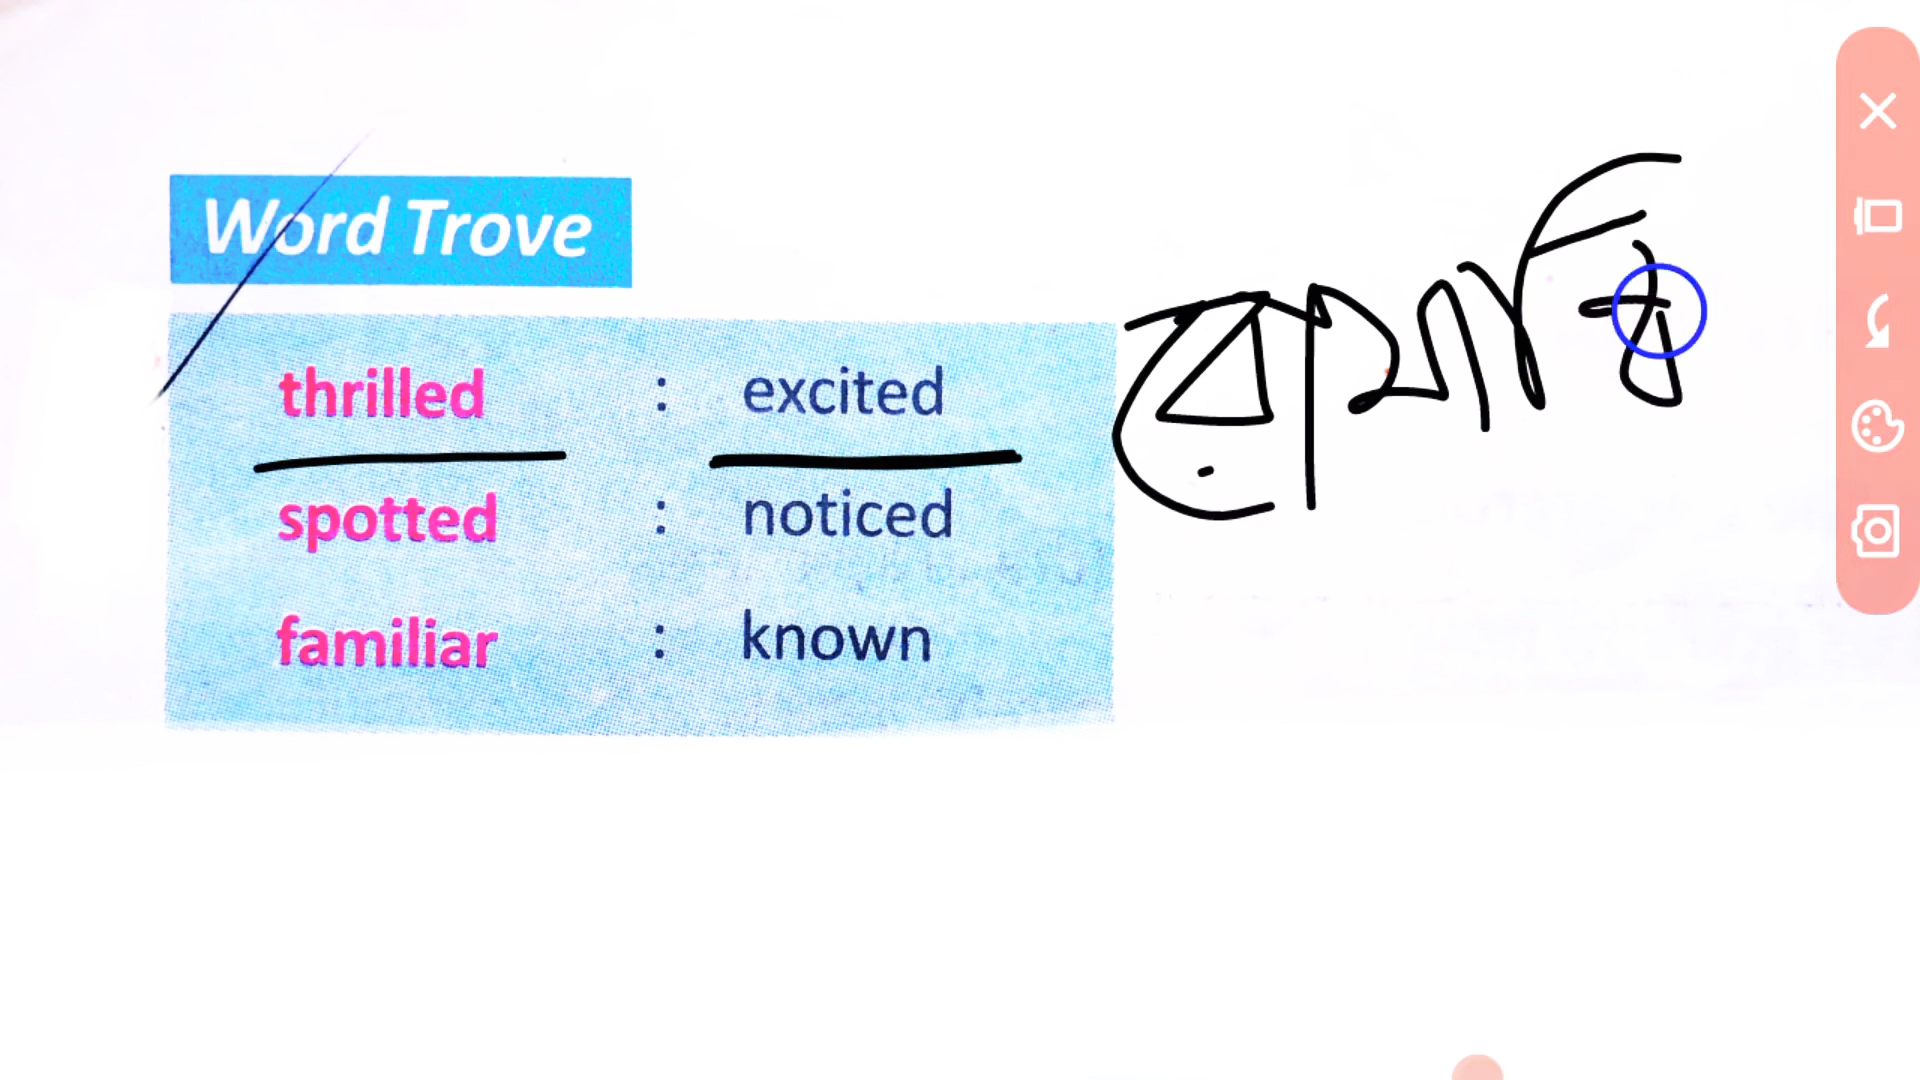 Word Trove
thrilled : excited
spotted : noticed
familiar : known